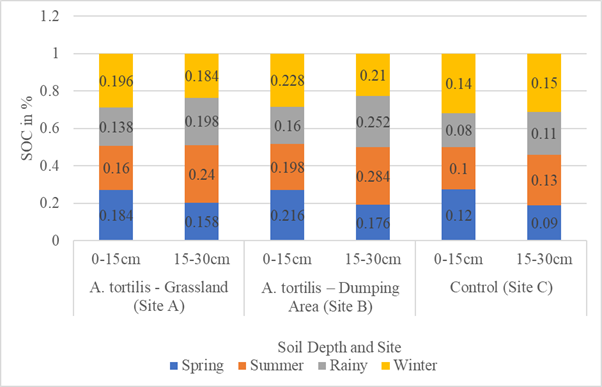 1.2
1
0.8
0.6
0.4
0.2
0
SOC in %
0.196 0.184 0.228 0.21 0.14 0.15
0.138 0.198 0.16 0.252 0.08 0.11
0.16 0.24 0.198 0.284 0.1 0.13
0.184 0.158 0.216 0.176 0.12 0.09
0-15cm 15-30cm 0-15cm 15-30cm 0-15cm 15-30cm
A. tortilis - Grassland
(Site A)
A. tortilis – Dumping
Area (Site B)
Control (Site C)
Soil Depth and Site
Spring Summer Rainy Winter